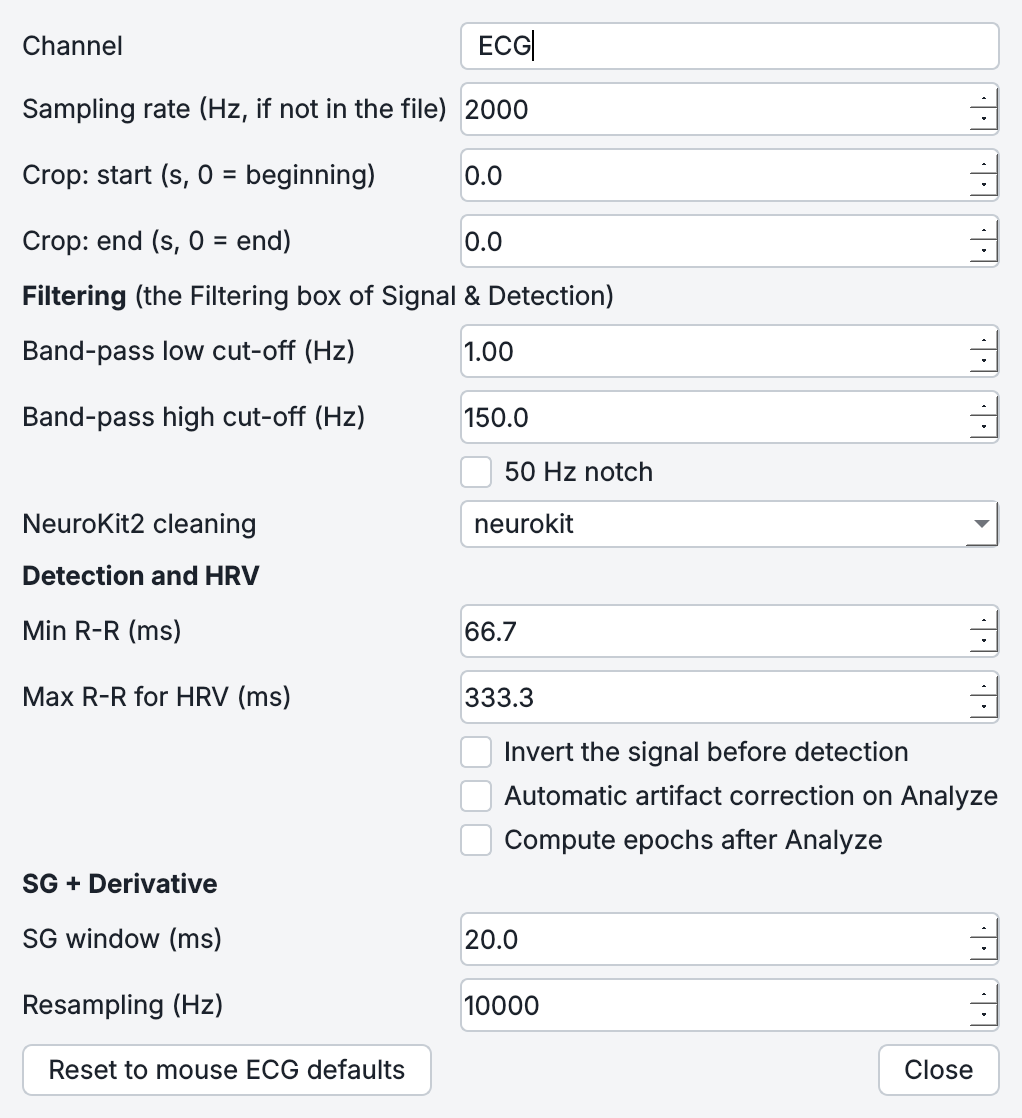 Channel ECG
Sampling rate (Hz, if not in the file) 2000
Crop: start (s, 0 = beginning) 0.0
Crop: end (s, 0 = end) 0.0
Filtering (the Filtering box of Signal & Detection)
Band-pass low cut-off (Hz) 1.00
Band-pass high cut-off (Hz) 150.0
50 Hz notch
NeuroKit2 cleaning neurokit
Detection and HRV
Min R-R (ms) 66.7
Max R-R for HRV (ms) 333.3
Invert the signal before detection
Automatic artifact correction on Analyze
Compute epochs after Analyze
SG + Derivative
SG window (ms) 20.0
Resampling (Hz) 10000
Reset to mouse ECG defaults Close